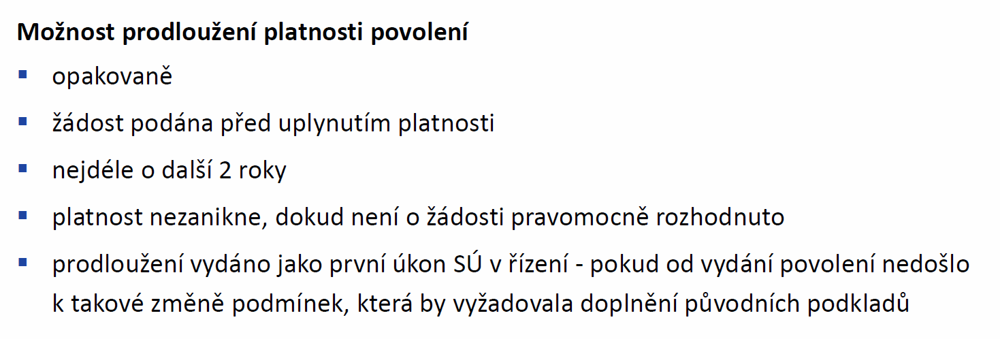 Možnost prodloužení platnosti povolení
▪ opakovaně
▪ žádost podána před uplynutím platnosti
▪ nejdéle o další 2 roky
▪ platnost nezanikne, dokud není o žádosti pravomocně rozhodnuto
▪ prodloužení vydáno jako první úkon SÚ v řízení - pokud od vydání povolení nedošlo
k takové změně podmínek, která by vyžadovala doplnění původních podkladů